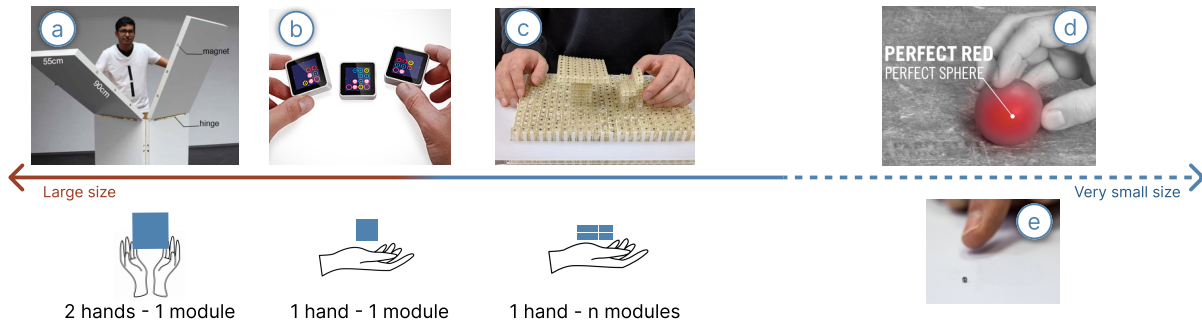 a
b
c
d
magnet
55cm
90cm
hinge
PERFECT RED
PERFECT SPHERE
Large size
Very small size
e
2 hands - 1 module
1 hand - 1 module
1 hand - n modules